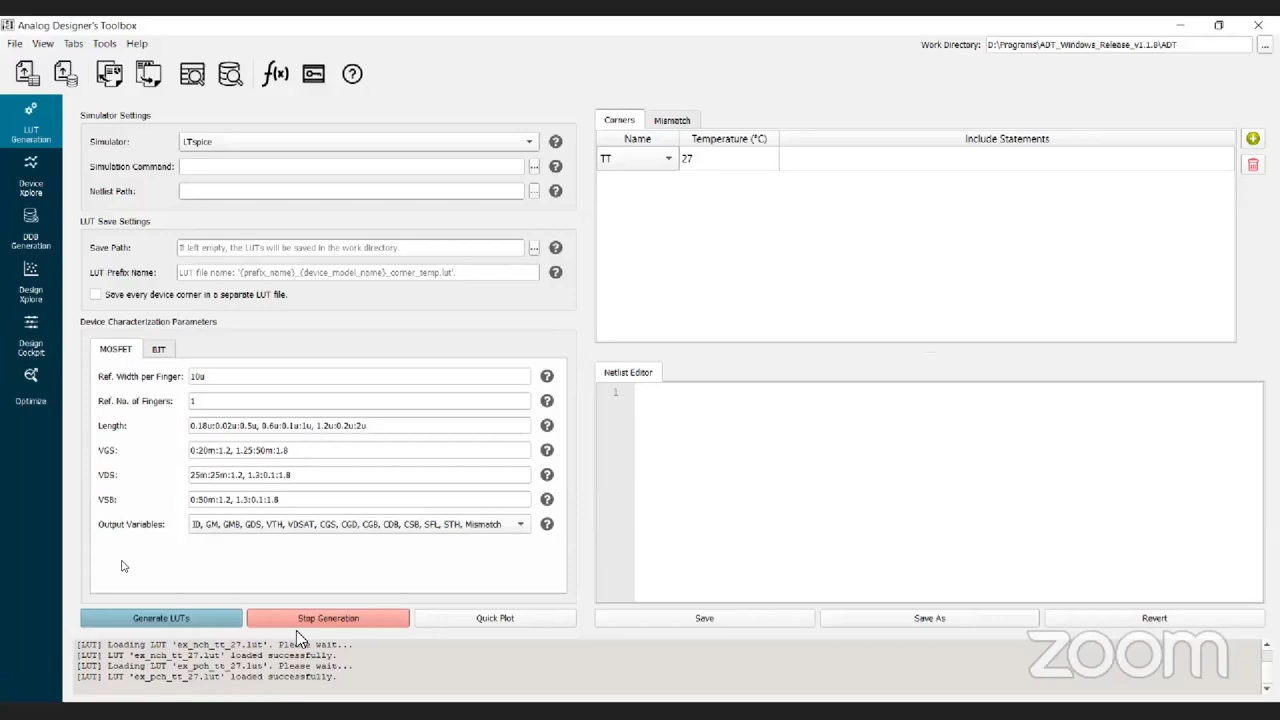 Analog Designer's Toolbox
File View Tabs Tools Help
Work Directory: D:\Programs\ADT_Windows_Release_v1.1.8\ADT ...
f(x)
LUT
Generation
Device
Xplore
DDB
Generation
Design
Xplore
Design
Cockpit
Optimize
Simulator Settings
Simulator: LTspice
Simulation Command: ...
Netlist Path: ...
LUT Save Settings
Save Path: If left empty, the LUTs will be saved in the work directory. ...
LUT Prefix Name: LUT file name: '{prefix_name}_{device_model_name}_corner_temp.lut'.
Save every device corner in a separate LUT file.
Device Characterization Parameters
MOSFET BJT
Ref. Width per Finger: 10u
Ref. No. of Fingers: 1
Length: 0.18u:0.02u:0.5u, 0.6u:0.1u:1u, 1.2u:0.2u:2u
VGS: 0:20m:1.2, 1.25:50m:1.8
VDS: 25m:25m:1.2, 1.3:0.1:1.8
VSB: 0:50m:1.2, 1.3:0.1:1.8
Output Variables: ID, GM, GMB, GDS, VTH, VDSAT, CGS, CGD, CGB, CDB, CSB, SFL, STH, Mismatch
Generate LUTs Stop Generation Quick Plot
Corners Mismatch
Name Temperature (°C) Include Statements
TT 27
Netlist Editor
1
Save Save As Revert
[LUT] Loading LUT 'ex_nch_tt_27.lut'. Please wait...
[LUT] LUT 'ex_nch_tt_27.lut' loaded successfully.
[LUT] Loading LUT 'ex_pch_tt_27.lut'. Please wait...
[LUT] LUT 'ex_pch_tt_27.lut' loaded successfully.
zoom